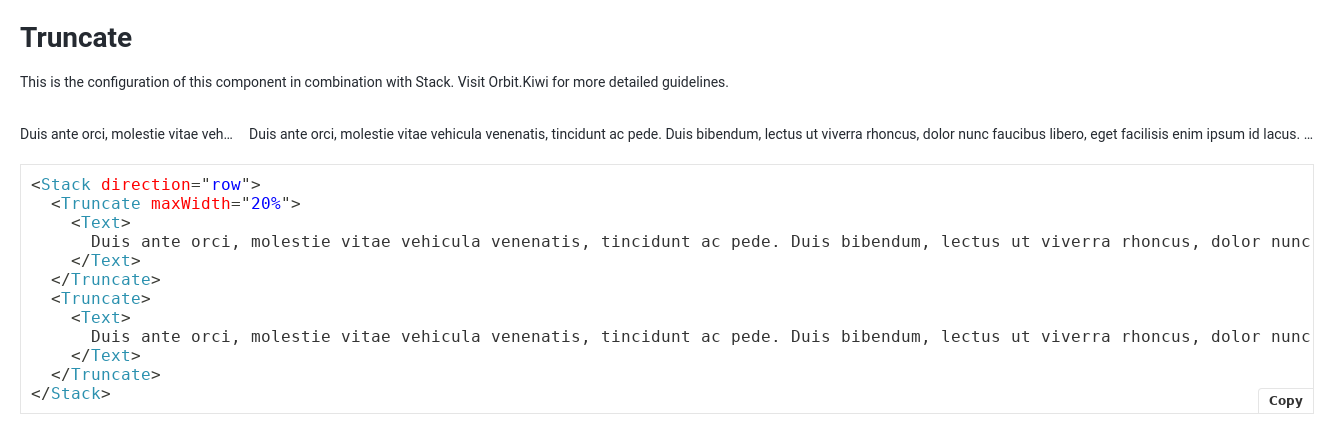 Truncate
This is the configuration of this component in combination with Stack. Visit Orbit.Kiwi for more detailed guidelines.
Duis ante orci, molestie vitae veh… Duis ante orci, molestie vitae vehicula venenatis, tincidunt ac pede. Duis bibendum, lectus ut viverra rhoncus, dolor nunc faucibus libero, eget facilisis enim ipsum id lacus. …
<Stack direction="row">
  <Truncate maxWidth="20%">
    <Text>
      Duis ante orci, molestie vitae vehicula venenatis, tincidunt ac pede. Duis bibendum, lectus ut viverra rhoncus, dolor nunc
    </Text>
  </Truncate>
  <Truncate>
    <Text>
      Duis ante orci, molestie vitae vehicula venenatis, tincidunt ac pede. Duis bibendum, lectus ut viverra rhoncus, dolor nunc
    </Text>
  </Truncate>
</Stack>
Copy